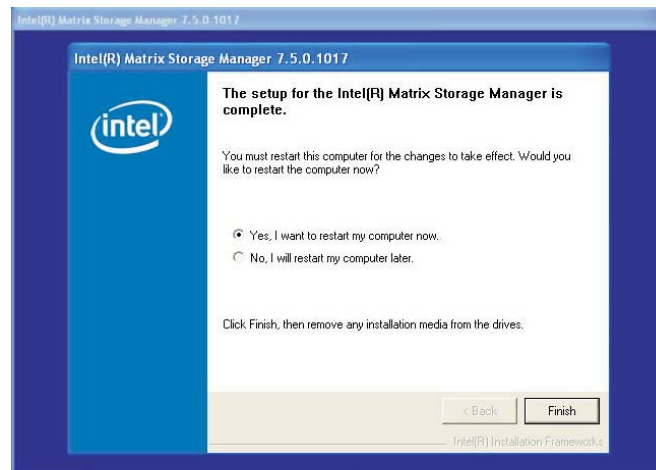 Intel(R) Matrix Storage Manager 7.5.0.1017
Intel(R) Matrix Storage Manager 7.5.0.1017
intel
The setup for the Intel(R) Matrix Storage Manager is
complete.
You must restart this computer for the changes to take effect. Would you
like to restart the computer now?
Yes, I want to restart my computer now.
No, I will restart my computer later.
Click Finish, then remove any installation media from the drives.
< Back
Finish
Intel(R) Installation Frameworks